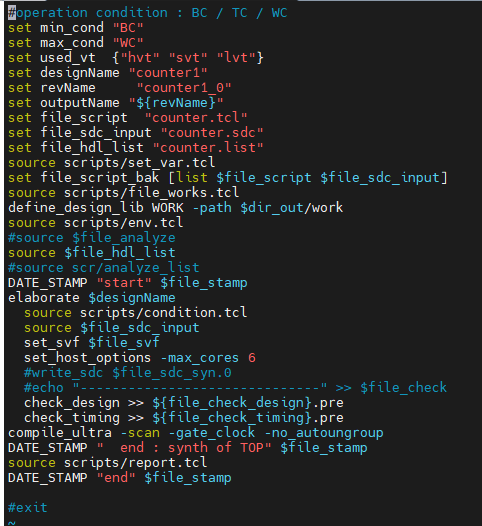 #operation condition : BC / TC / WC
set min_cond "BC"
set max_cond "WC"
set used_vt  {"hvt" "svt" "lvt"}
set designName "counter1"
set revName     "counter1_0"
set outputName "${revName}"
set file_script  "counter.tcl"
set file_sdc_input "counter.sdc"
set file_hdl_list "counter.list"
source scripts/set_var.tcl
set file_script_bak [list $file_script $file_sdc_input]
source scripts/file_works.tcl
define_design_lib WORK -path $dir_out/work
source scripts/env.tcl
#source $file_analyze
source $file_hdl_list
#source scr/analyze_list
DATE_STAMP "start" $file_stamp
elaborate $designName
  source scripts/condition.tcl
  source $file_sdc_input
  set_svf $file_svf
  set_host_options -max_cores 6
  #write_sdc $file_sdc_syn.0
  #echo "-------------------------------" >> $file_check
  check_design >> ${file_check_design}.pre
  check_timing >> ${file_check_timing}.pre
compile_ultra -scan -gate_clock -no_autoungroup
DATE_STAMP "  end : synth of TOP" $file_stamp
source scripts/report.tcl
DATE_STAMP "end" $file_stamp

#exit
~